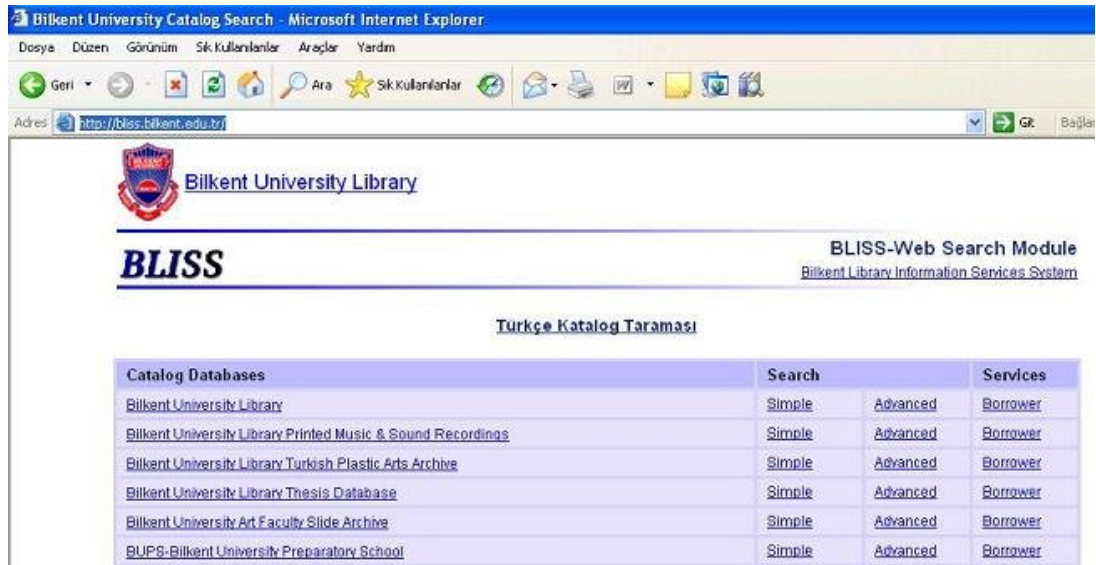 Bilkent University Catalog Search - Microsoft Internet Explorer
Dosya Düzen Görünüm Sık Kullanılanlar Araçlar Yardım
Geri Ara Sık Kullanılanlar
Adres http://bliss.bilkent.edu.tr/ Git Bağlan
Bilkent University Library
BLISS BLISS-Web Search Module
Bilkent Library Information Services System
Türkçe Katalog Taraması
Catalog Databases Search Services
Bilkent University Library Simple Advanced Borrower
Bilkent University Library Printed Music & Sound Recordings Simple Advanced Borrower
Bilkent University Library Turkish Plastic Arts Archive Simple Advanced Borrower
Bilkent University Library Thesis Database Simple Advanced Borrower
Bilkent University Art Faculty Slide Archive Simple Advanced Borrower
BUPS-Bilkent University Preparatory School Simple Advanced Borrower